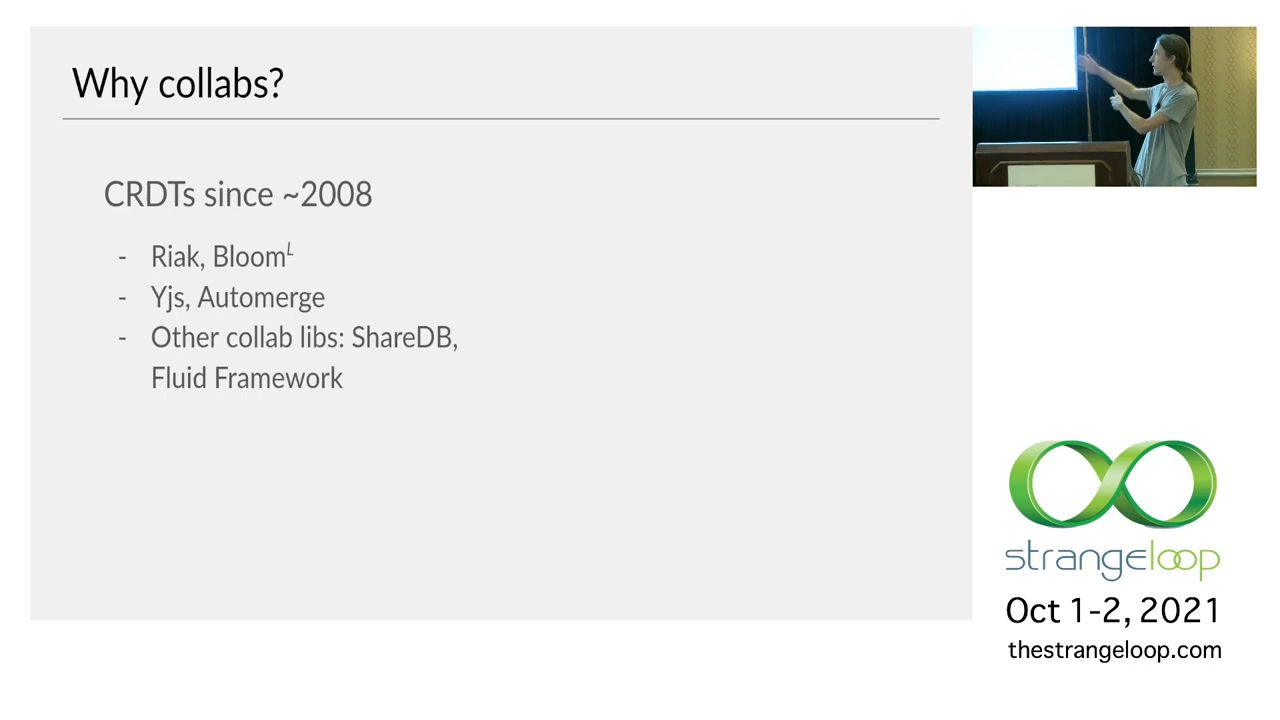 Why collabs?
CRDTs since ~2008
- Riak, Bloom^L
- Yjs, Automerge
- Other collab libs: ShareDB,
Fluid Framework
strangeloop
Oct 1-2, 2021
thestrangeloop.com